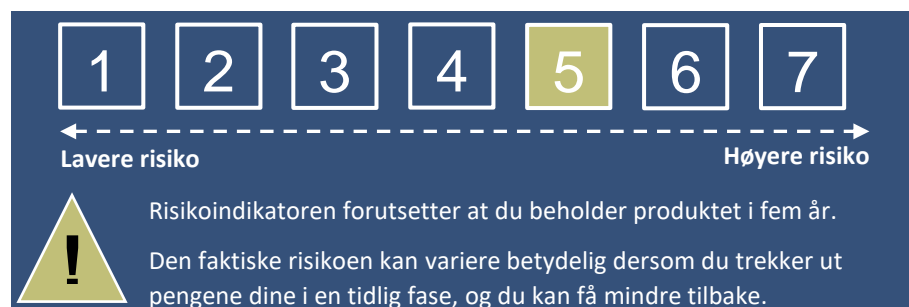 1 2 3 4 5 6 7
Lavere risiko Høyere risiko
Risikoindikatoren forutsetter at du beholder produktet i fem år.
! Den faktiske risikoen kan variere betydelig dersom du trekker ut
pengene dine i en tidlig fase, og du kan få mindre tilbake.